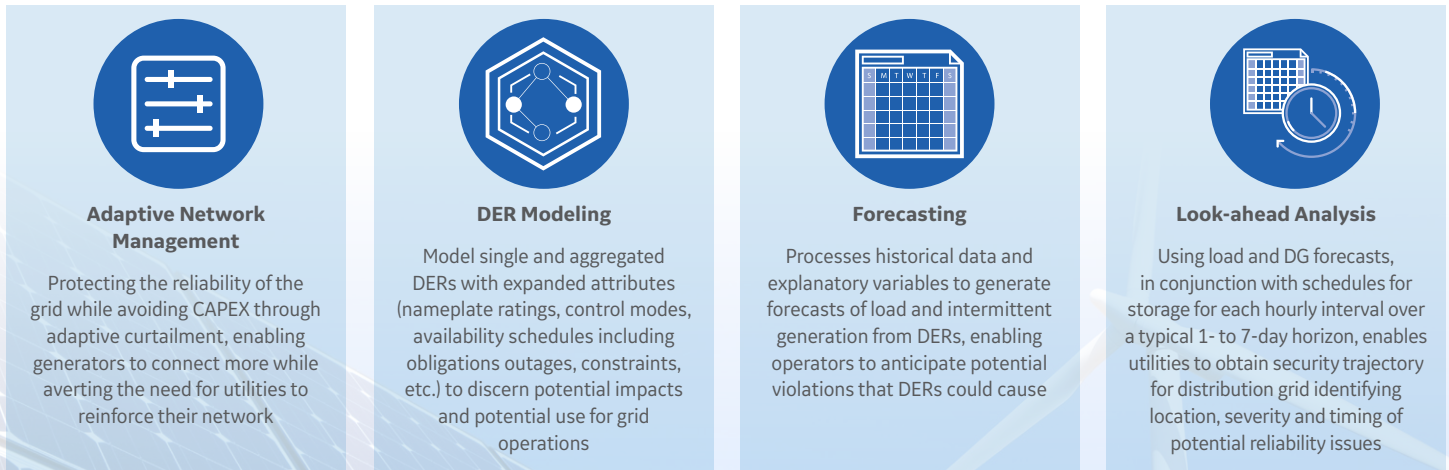 Adaptive Network
Management
Protecting the reliability of the
grid while avoiding CAPEX through
adaptive curtailment, enabling
generators to connect more while
averting the need for utilities to
reinforce their network
DER Modeling
Model single and aggregated
DERs with expanded attributes
(nameplate ratings, control modes,
availability schedules including
obligations outages, constraints,
etc.) to discern potential impacts
and potential use for grid
operations
S M T W T F S
Forecasting
Processes historical data and
explanatory variables to generate
forecasts of load and intermittent
generation from DERs, enabling
operators to anticipate potential
violations that DERs could cause
Look-ahead Analysis
Using load and DG forecasts,
in conjunction with schedules for
storage for each hourly interval over
a typical 1- to 7-day horizon, enables
utilities to obtain security trajectory
for distribution grid identifying
location, severity and timing of
potential reliability issues